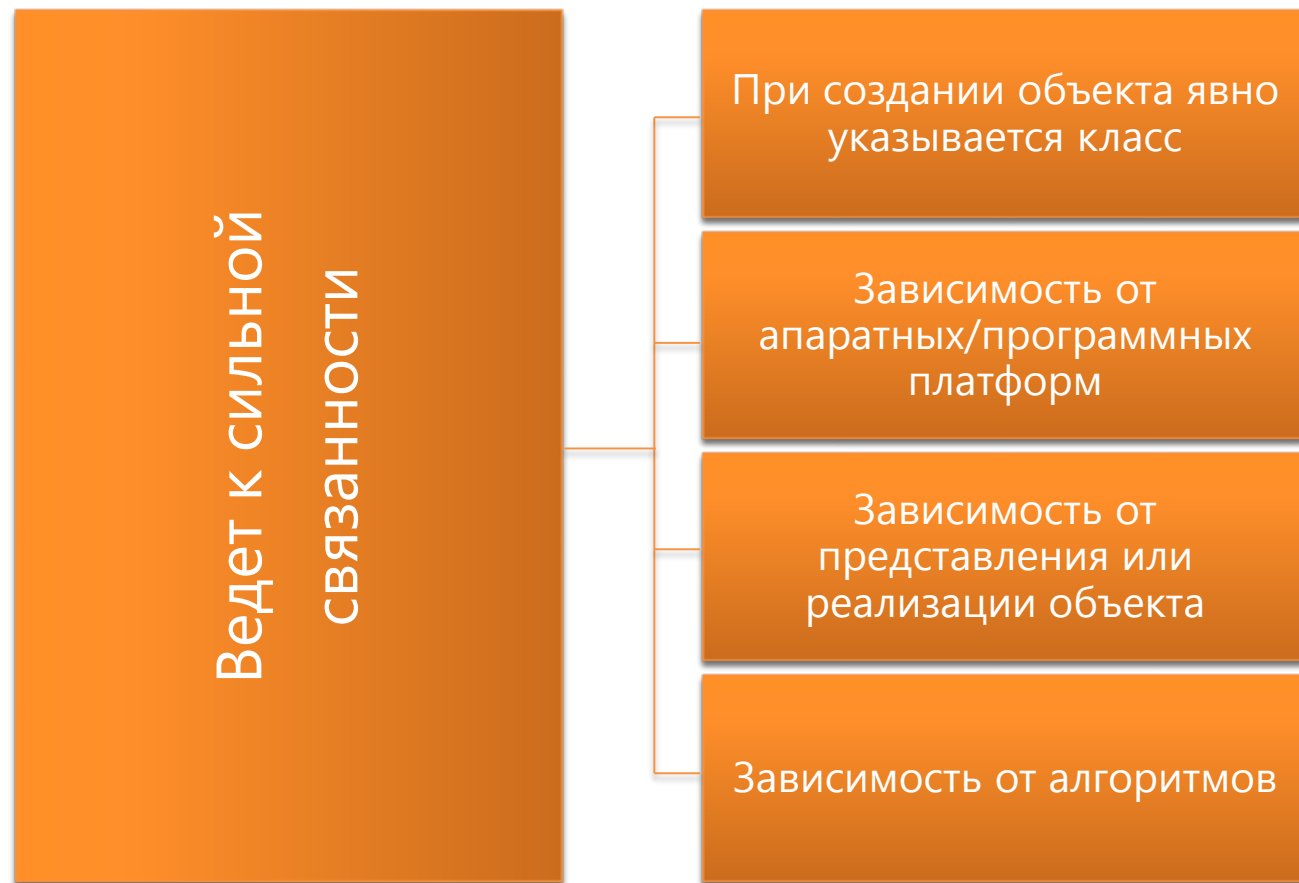 Ведет к сильной
связанности
При создании объекта явно
указывается класс
Зависимость от
апаратных/программных
платформ
Зависимость от
представления или
реализации объекта
Зависимость от алгоритмов